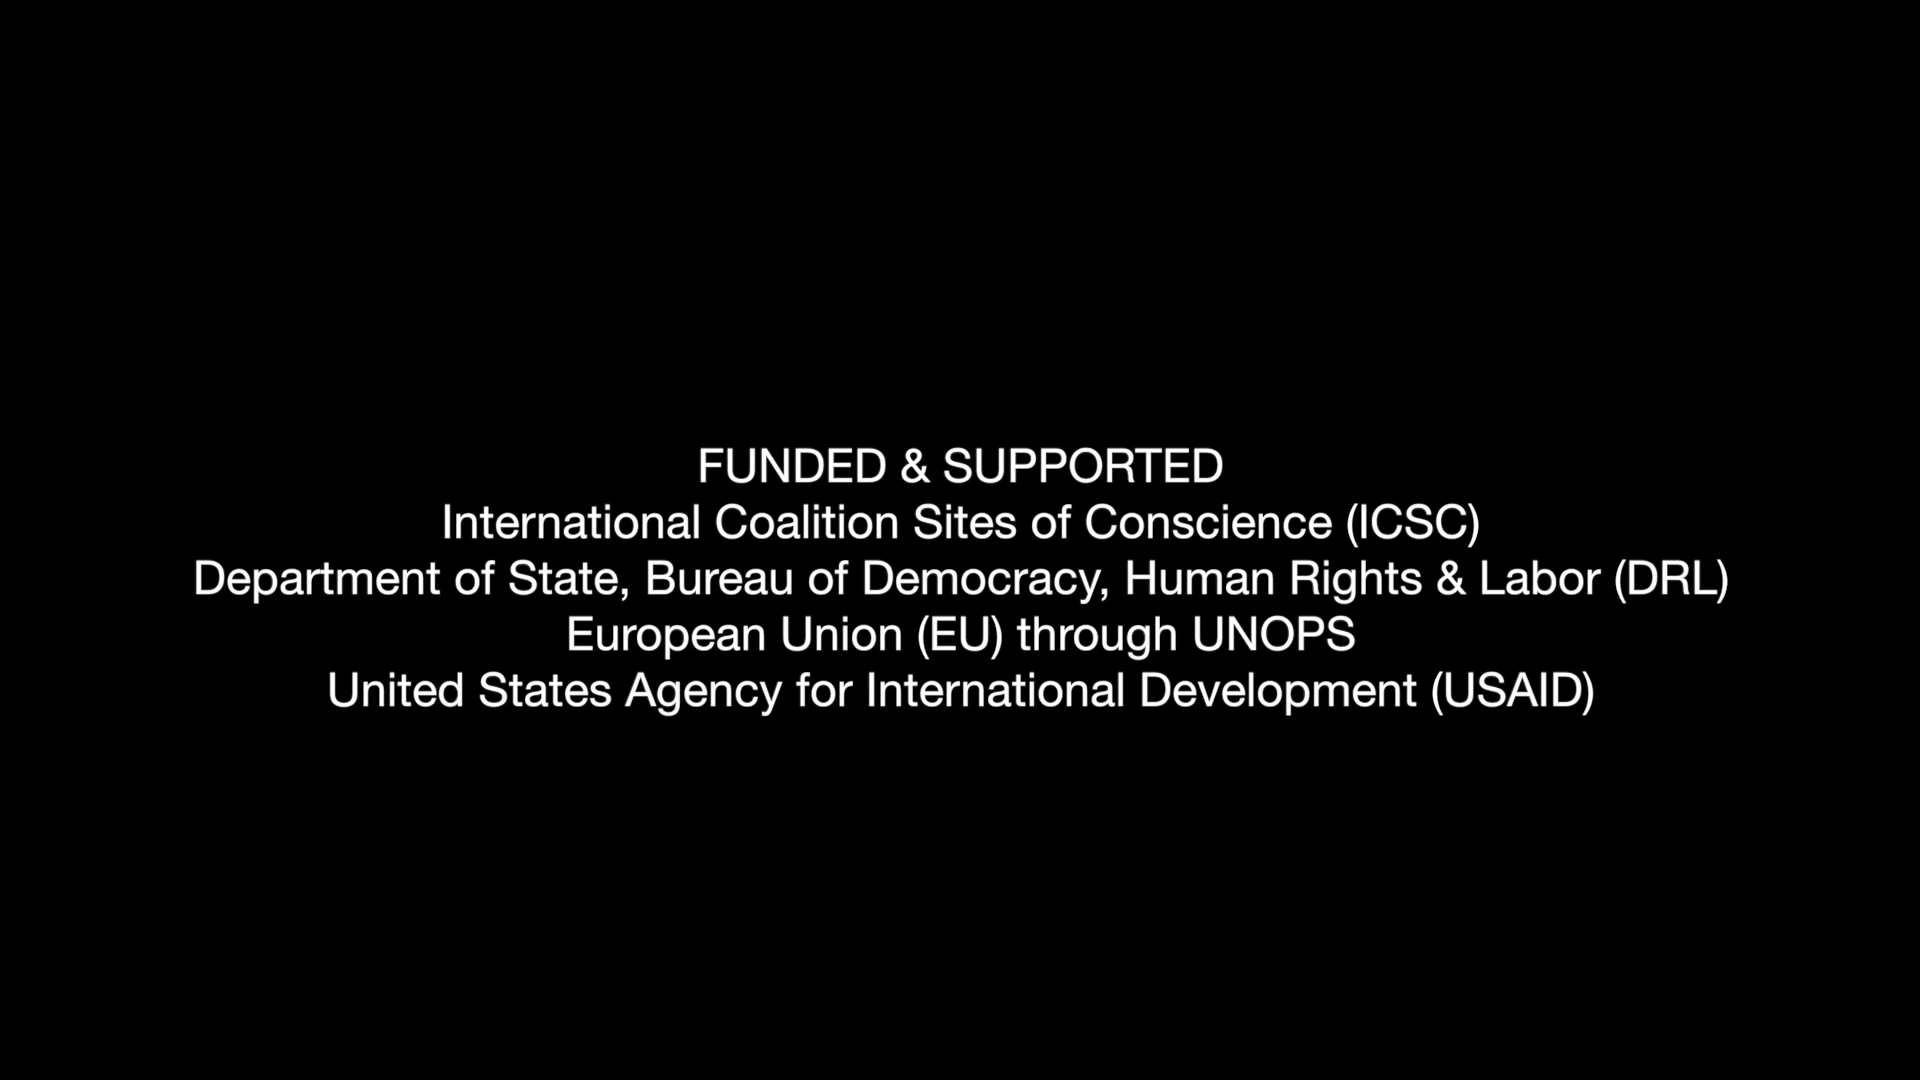 FUNDED & SUPPORTED
International Coalition Sites of Conscience (ICSC)
Department of State, Bureau of Democracy, Human Rights & Labor (DRL)
European Union (EU) through UNOPS
United States Agency for International Development (USAID)